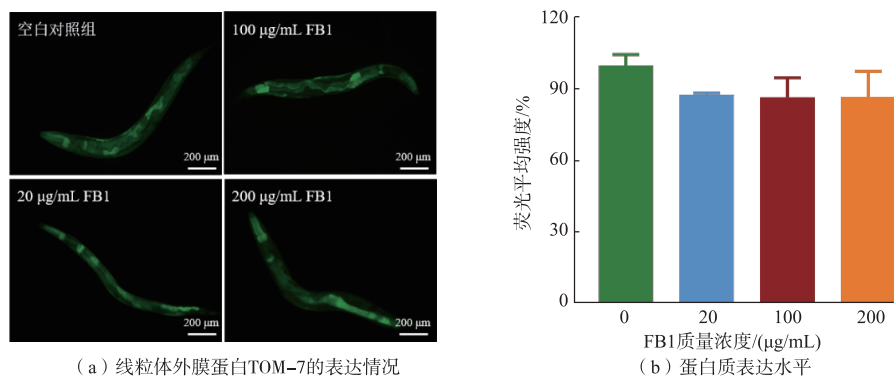 空白对照组
100 μg/mL FB1
200 μm
200 μm
20 μg/mL FB1
200 μg/mL FB1
200 μm
200 μm
(a)线粒体外膜蛋白TOM-7的表达情况
荧光平均强度/%
120
90
60
30
0
0 20 100 200
FB1质量浓度/(μg/mL)
(b)蛋白质表达水平